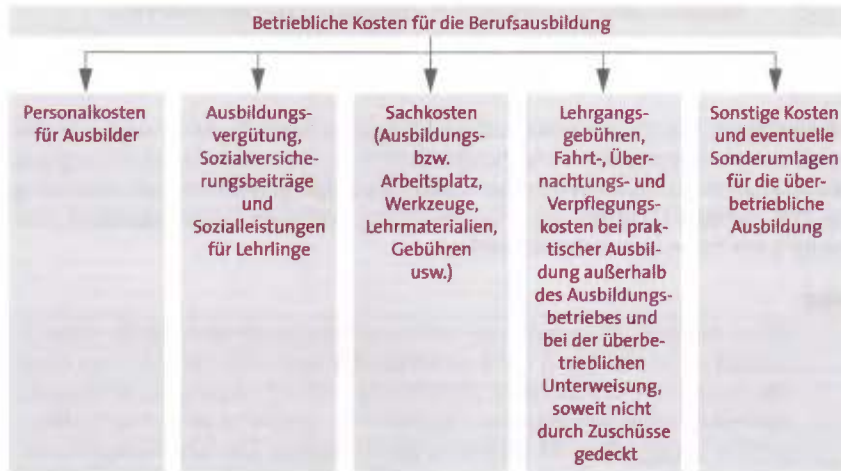 Betriebliche Kosten für die Berufsausbildung
Personalkosten
für Ausbilder
Ausbildungs-
vergütung,
Sozialversiche-
rungsbeiträge
und
Sozialleistungen
für Lehrlinge
Sachkosten
(Ausbildungs-
bzw.
Arbeitsplatz,
Werkzeuge,
Lehrmaterialien,
Gebühren
usw.)
Lehrgangs-
gebühren,
Fahrt-, Über-
nachtungs- und
Verpflegungs-
kosten bei prak-
tischer Ausbil-
dung außerhalb
des Ausbildungs-
betriebes und
bei der überbe-
trieblichen
Unterweisung,
soweit nicht
durch Zuschüsse
gedeckt
Sonstige Kosten
und eventuelle
Sonderumlagen
für die über-
betriebliche
Ausbildung